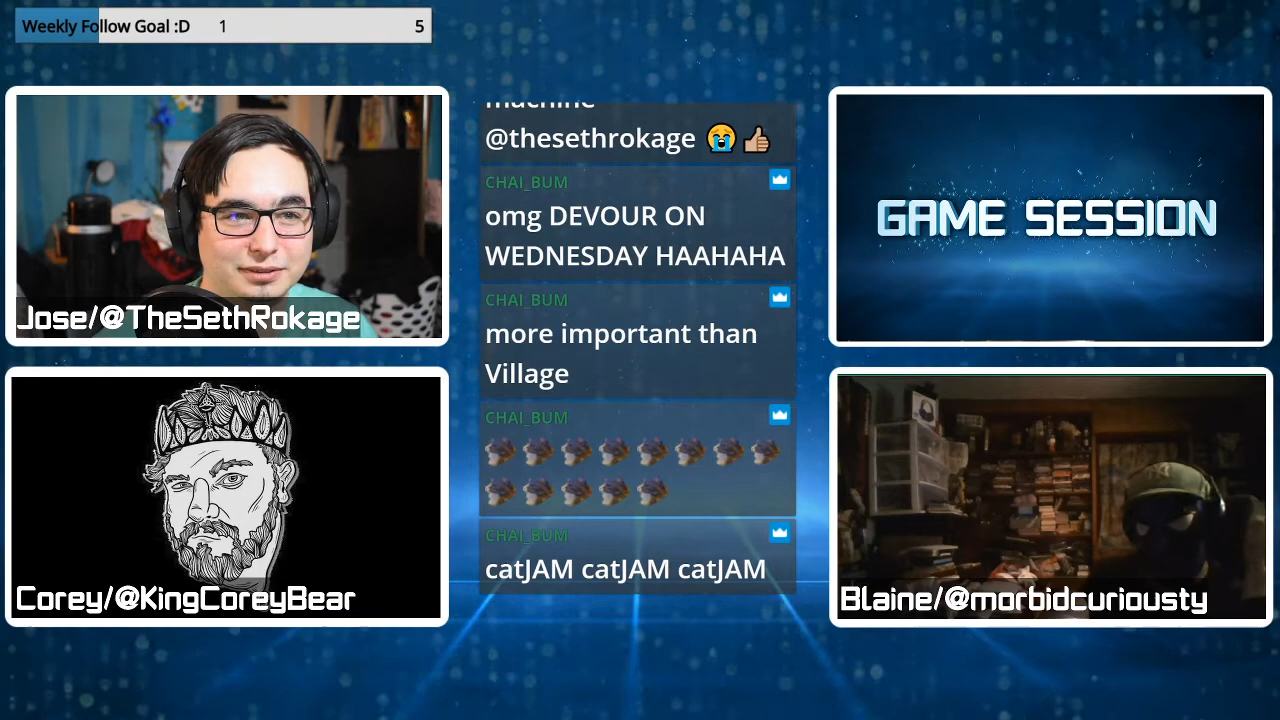 Weekly Follow Goal :D 1 5
machine
@thesethrokage 😭 👍🏼
CHAI_BUM
omg DEVOUR ON
WEDNESDAY HAAHAHA
CHAI_BUM
more important than
Village
CHAI_BUM
CHAI_BUM
catJAM catJAM catJAM
Jose/@TheSethRokage
Corey/@KingCoreyBear
GAME SESSION
Blaine/@morbidcuriousty